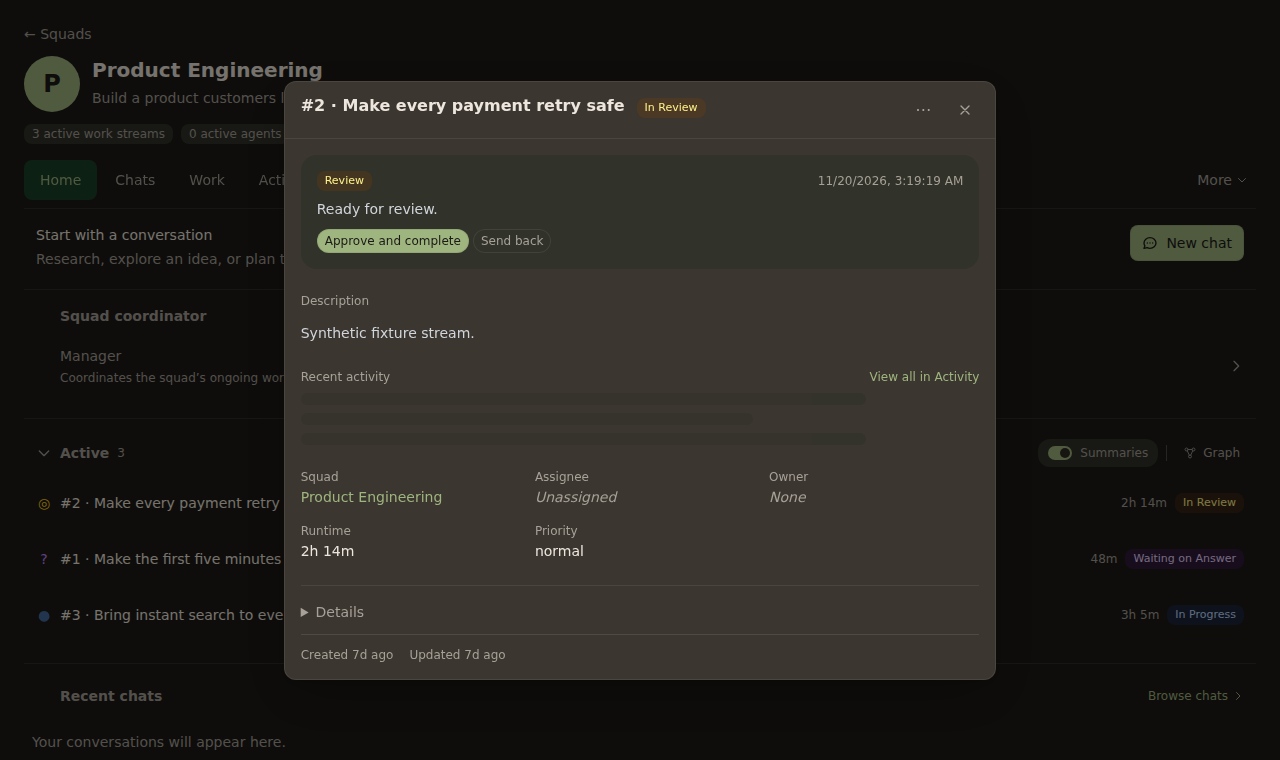 ← Squads
P
Product Engineering
Build a product customers
3 active work streams
0 active agents
Home
Chats
Work
More
Start with a conversation
Research, explore an idea, or plan
New chat
Squad coordinator
Manager
Coordinates the squad’s ongoing
Active 3
Summaries
Graph
#2 · Make every payment retry
2h 14m
In Review
? #1 · Make the first five minutes
48m
Waiting on Answer
#3 · Bring instant search to
3h 5m
In Progress
Recent chats
Browse chats
Your conversations will appear here.
#2 · Make every payment retry safe
In Review
Review
11/20/2026, 3:19:19 AM
Ready for review.
Approve and complete
Send back
Description
Synthetic fixture stream.
Recent activity
View all in Activity
Squad
Assignee
Owner
Product Engineering
Unassigned
None
Runtime
Priority
2h 14m
normal
Details
Created 7d ago
Updated 7d ago